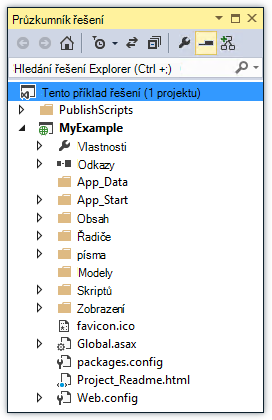 Průzkumník řešení
Hledání řešení Explorer (Ctrl +;)
Tento příklad řešení (1 projektu)
PublishScripts
MyExample
Vlastnosti
Odkazy
App_Data
App_Start
Obsah
Řadiče
písma
Modely
Skriptů
Zobrazení
favicon.ico
Global.asax
packages.config
Project_Readme.html
Web.config